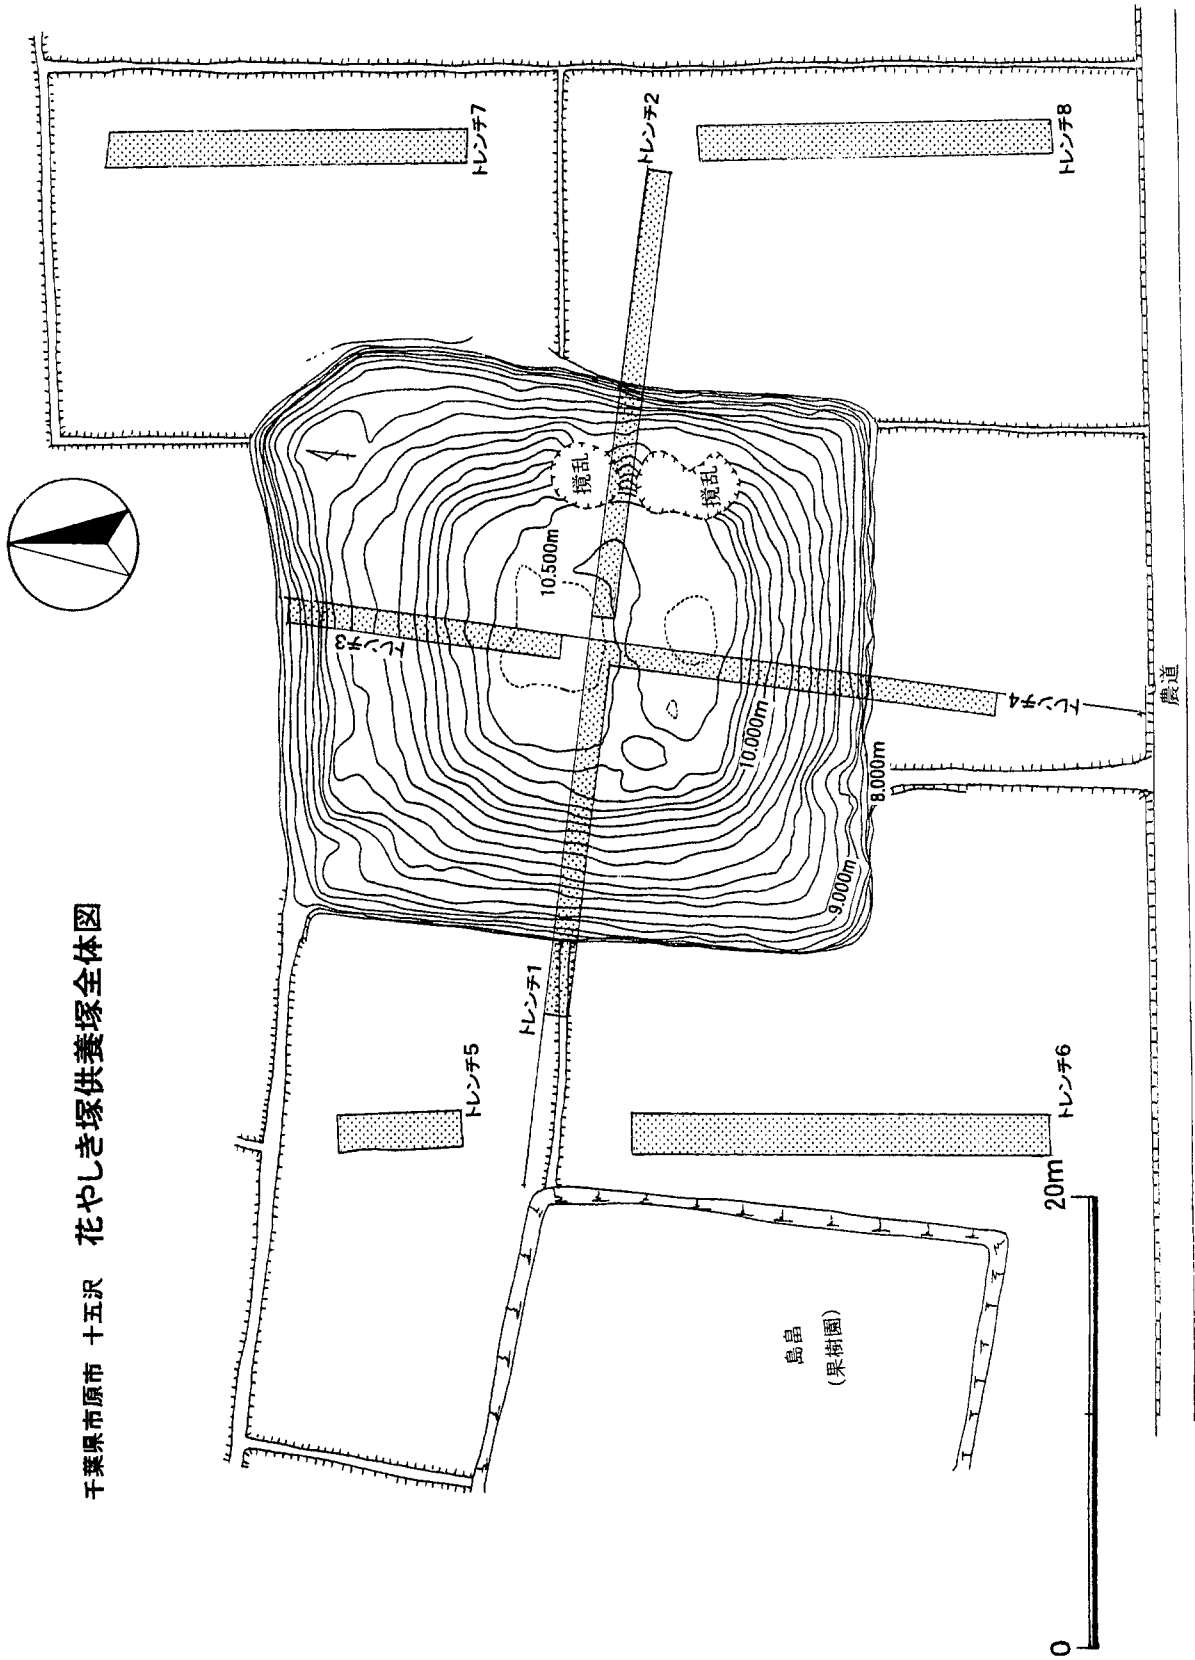 千葉県市原市 十五沢 花やしき塚供養塚全体図
トレンチ7
トレンチ2
トレンチ8
攪乱
攪乱
10.500m
トレンチ3
トレンチ4
10.000m
8.000m
9.000m
農道
トレンチ1
トレンチ5
トレンチ6
島畠
(果樹園)
0
20m